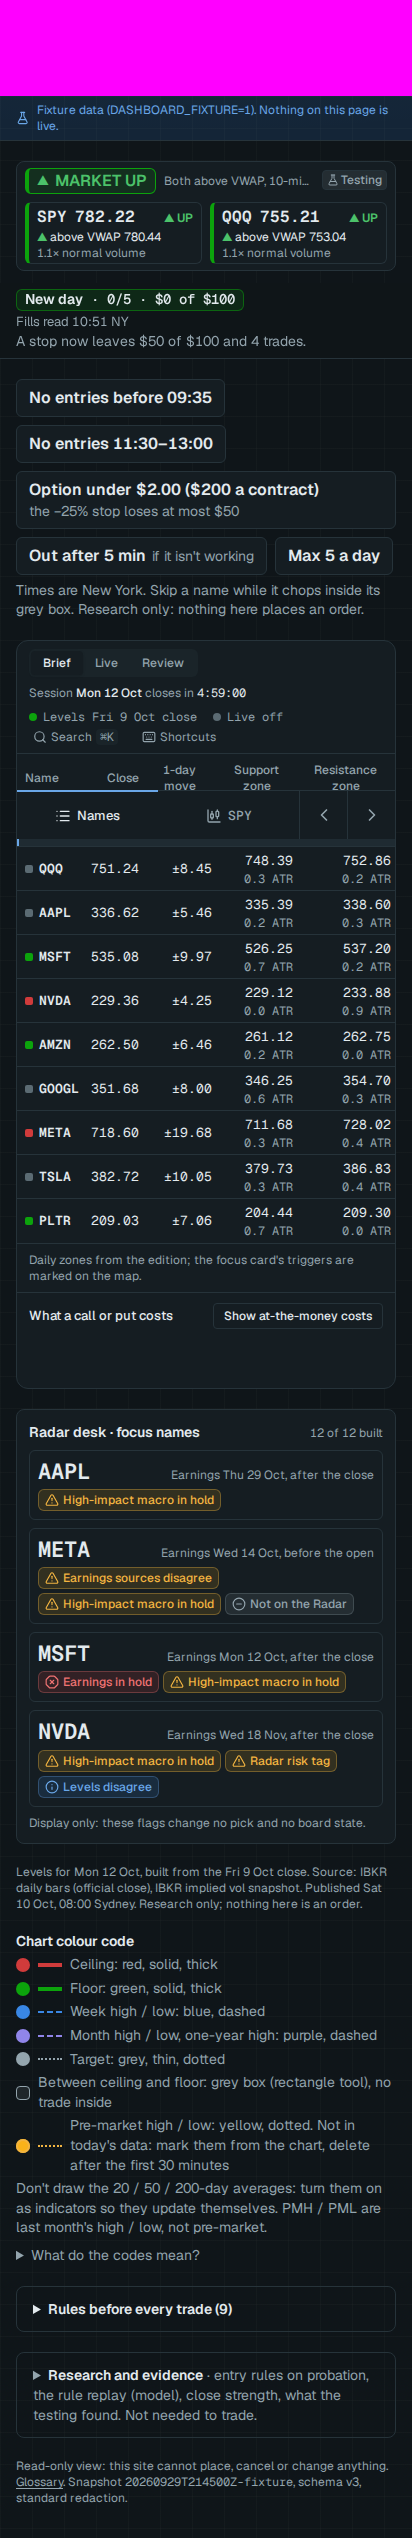 Fixture data (DASHBOARD_FIXTURE=1). Nothing on this page is
live.
MARKET UP Both above VWAP, 10-mi… Testing
SPY 782.22 ▲ UP QQQ 755.21 ▲ UP
▲ above VWAP 780.44 ▲ above VWAP 753.04
1.1× normal volume 1.1× normal volume
New day · 0/5 · $0 of $100
Fills read 10:51 NY
A stop now leaves $50 of $100 and 4 trades.
No entries before 09:35
No entries 11:30–13:00
Option under $2.00 ($200 a contract)
the −25% stop loses at most $50
Out after 5 min if it isn't working Max 5 a day
Times are New York. Skip a name while it chops inside its
grey box. Research only: nothing here places an order.
Brief Live Review
Session Mon 12 Oct closes in 4:59:00
Levels Fri 9 Oct close Live off
Search ⌘K Shortcuts
Name Close 1-day move Support zone Resistance zone
Names SPY
QQQ 751.24 ±8.45 748.39 752.86
0.3 ATR 0.2 ATR
AAPL 336.62 ±5.46 335.39 338.60
0.2 ATR 0.3 ATR
MSFT 535.08 ±9.97 526.25 537.20
0.7 ATR 0.2 ATR
NVDA 229.36 ±4.25 229.12 233.88
0.0 ATR 0.9 ATR
AMZN 262.50 ±6.46 261.12 262.75
0.2 ATR 0.0 ATR
GOOGL 351.68 ±8.00 346.25 354.70
0.6 ATR 0.3 ATR
META 718.60 ±19.68 711.68 728.02
0.3 ATR 0.4 ATR
TSLA 382.72 ±10.05 379.73 386.83
0.3 ATR 0.4 ATR
PLTR 209.03 ±7.06 204.44 209.30
0.7 ATR 0.0 ATR
Daily zones from the edition; the focus card's triggers are
marked on the map.
What a call or put costs Show at-the-money costs
Radar desk · focus names 12 of 12 built
AAPL Earnings Thu 29 Oct, after the close
High-impact macro in hold
META Earnings Wed 14 Oct, before the open
Earnings sources disagree
High-impact macro in hold Not on the Radar
MSFT Earnings Mon 12 Oct, after the close
Earnings in hold High-impact macro in hold
NVDA Earnings Wed 18 Nov, after the close
High-impact macro in hold Radar risk tag
Levels disagree
Display only: these flags change no pick and no board state.
Levels for Mon 12 Oct, built from the Fri 9 Oct close. Source: IBKR
daily bars (official close), IBKR implied vol snapshot. Published Sat
10 Oct, 08:00 Sydney. Research only; nothing here is an order.
Chart colour code
Ceiling: red, solid, thick
Floor: green, solid, thick
Week high / low: blue, dashed
Month high / low, one-year high: purple, dashed
Target: grey, thin, dotted
Between ceiling and floor: grey box (rectangle tool), no
trade inside
Pre-market high / low: yellow, dotted. Not in
today's data: mark them from the chart, delete
after the first 30 minutes
Don't draw the 20 / 50 / 200-day averages: turn them on
as indicators so they update themselves. PMH / PML are
last month's high / low, not pre-market.
▶ What do the codes mean?
▶ Rules before every trade (9)
▶ Research and evidence · entry rules on probation,
the rule replay (model), close strength, what the
testing found. Not needed to trade.
Read-only view: this site cannot place, cancel or change anything.
Glossary. Snapshot 20260929T214500Z-fixture, schema v3,
standard redaction.